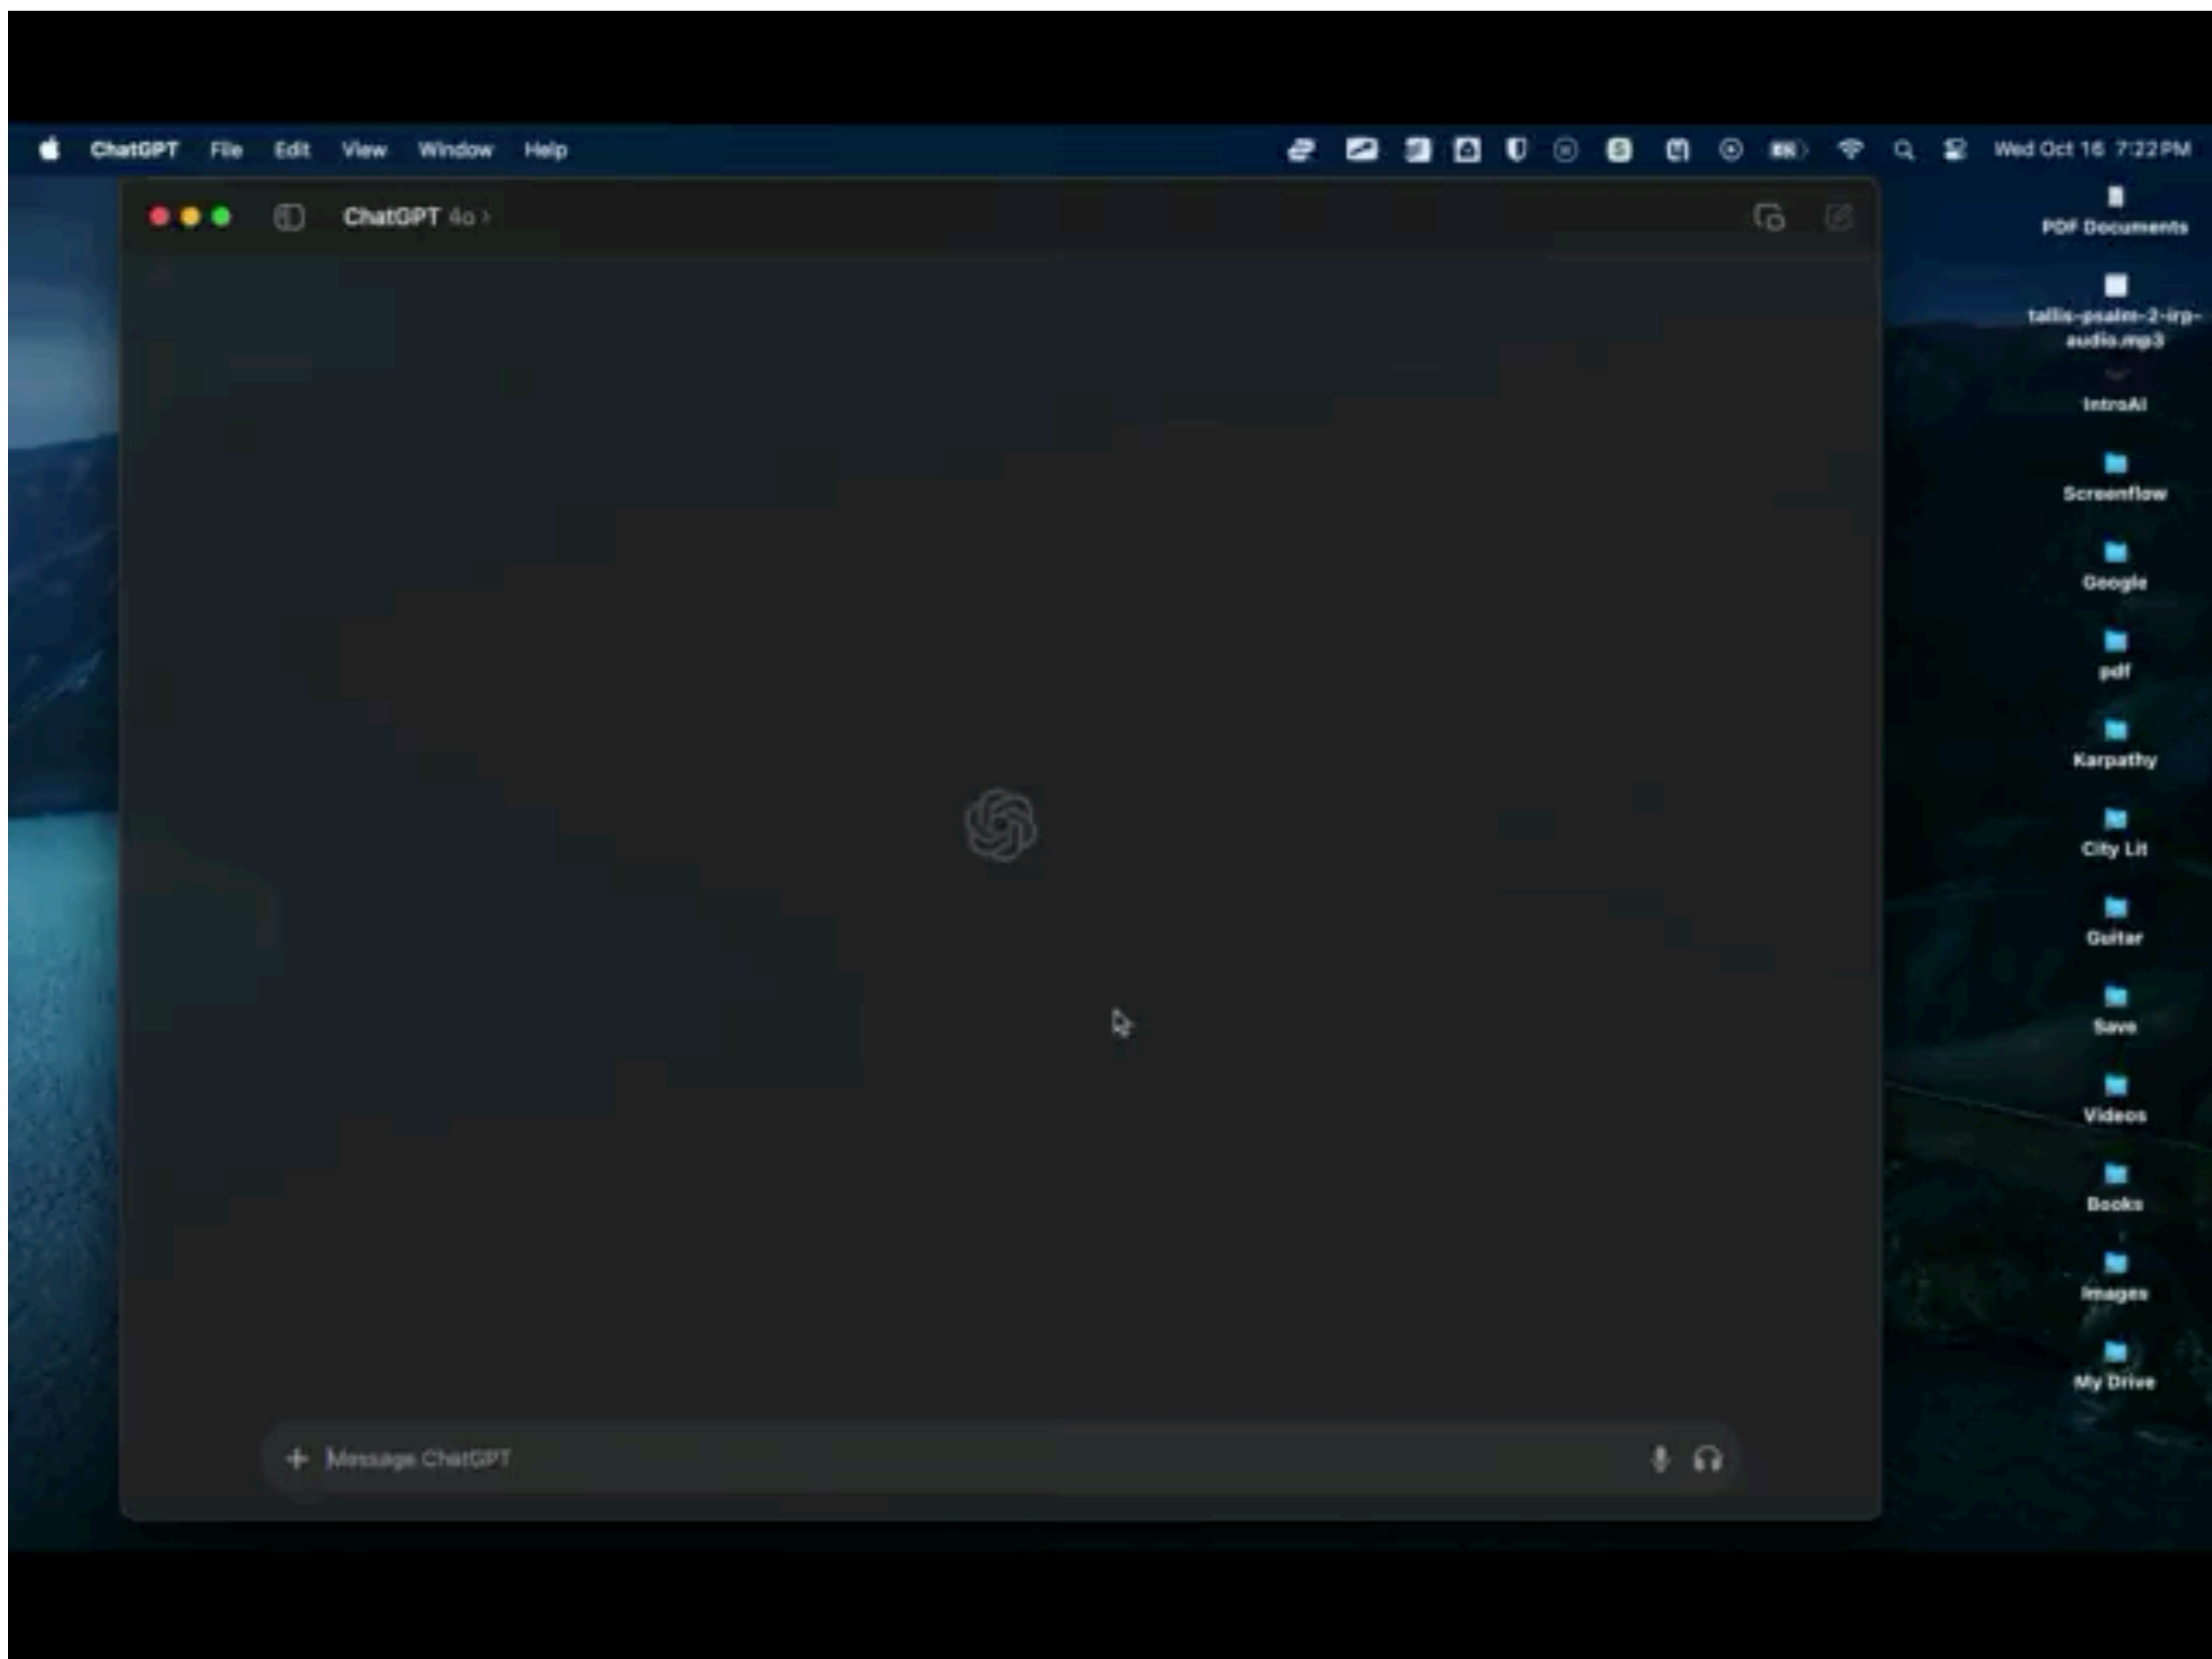 ChatGPT File Edit View Window Help
Wed Oct 16 7:22 PM
ChatGPT 4o >
PDF Documents
tallis-psalm-2-irp-
audio.mp3
IntroAI
Screenflow
Google
pdf
Karpathy
City Lit
Guitar
Save
Videos
Books
Images
My Drive
Message ChatGPT